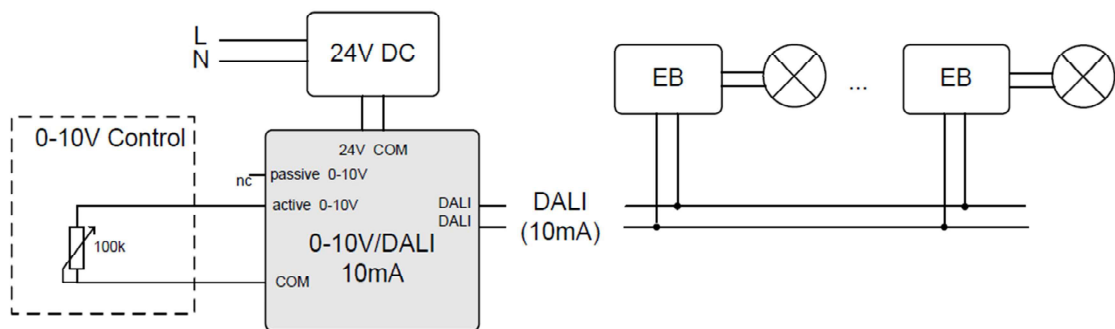 L
N
24V DC
EB
...
EB
0-10V Control
24V COM
nc
passive 0-10V
active 0-10V
DALI
DALI
DALI
(10mA)
100k
0-10V/DALI
10mA
COM